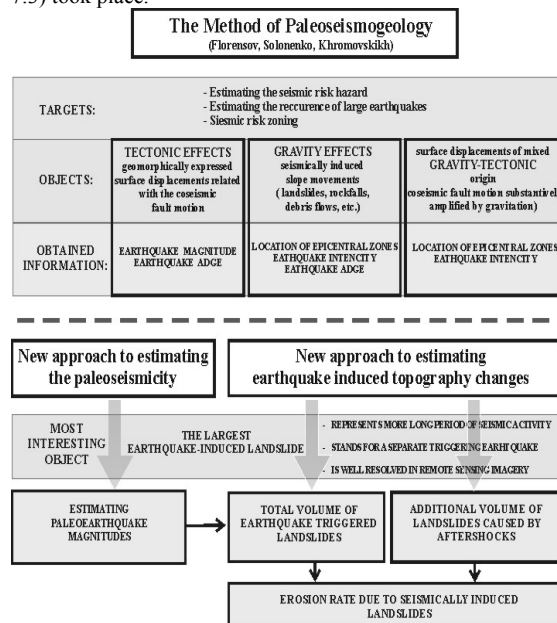 7.5) took place.
The Method of Paleoseismogeology
(Florensov, Solonenko, Khromovskikh)
TARGETS:
- Estimating the seismic risk hazard
- Estimating the reccurence of large earthquakes
- Siesmic risk zoning
OBJECTS:
TECTONIC EFFECTS
geomorphically expressed
surface displacements related
with the coseismic
fault motion
GRAVITY EFFECTS
seismically induced
slope movements
( landslides, rockfalls,
debris flows, etc.)
surface displacements of mixed
GRAVITY-TECTONIC
origin
coseismic fault motion substantively
amplified by gravitation)
OBTAINED
INFORMATION:
EARTHQUAKE MAGNITUDE
EARTHQUAKE ADGE
LOCATION OF EPICENTRAL ZONES
EATHQUAKE INTENCITY
EATHQUAKE ADGE
LOCATION OF EPICENTRAL ZONES
EATHQUAKE INTENCITY
New approach to estimating
the paleoseismicity
New approach to estimating
earthquake induced topography changes
MOST
INTERESTING
OBJECT
THE LARGEST
EARTHQUAKE-INDUCED LANDSLIDE
- REPRESENTS MORE LONG PERIOD OF SEISMIC ACTIVITY
- STANDS FOR A SEPARATE TRIGGERING EARHTQUAKE
- IS WELL RESOLVED IN REMOTE SENSING IMAGERY
ESTIMATING
PALEOEARTHQUAKE
MAGNITUDES
TOTAL VOLUME OF
EARTHQUAKE TRIGGERED
LANDSLIDES
ADDITIONAL VOLUME OF
LANDSLIDES CAUSED BY
AFTERSHOCKS
EROSION RATE DUE TO SEISMICALLY INDUCED
LANDSLIDES